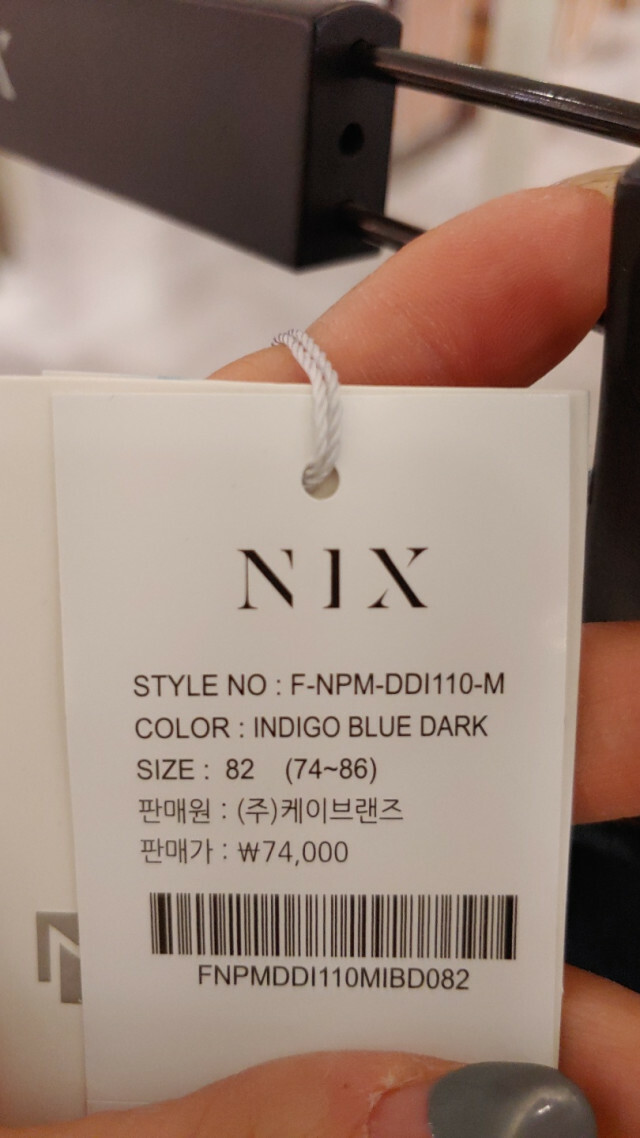 NIX
STYLE NO : F-NPM-DDI110-M
COLOR : INDIGO BLUE DARK
SIZE : 82 (74~86)
판매원 : (주)케이브랜즈
판매가 : ₩74,000
FNPMDDI110MIBD082